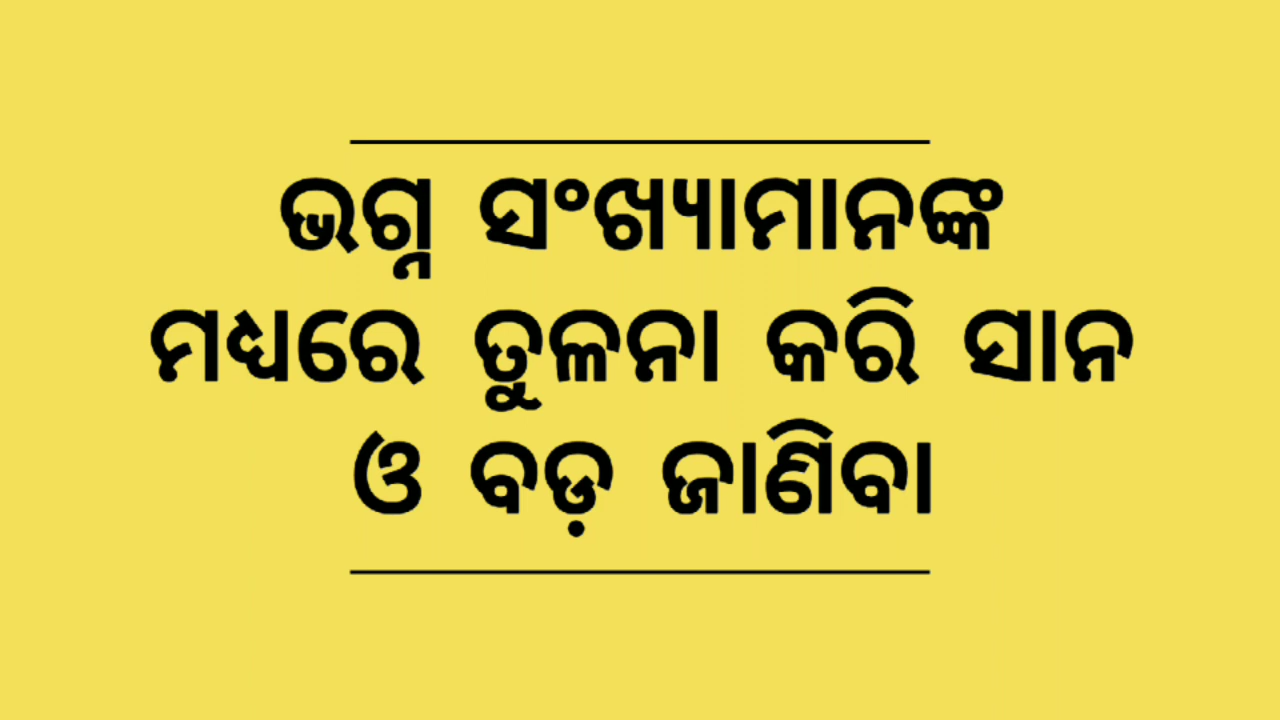 ଭଗ୍ନ ସଂଖ୍ୟାମାନଙ୍କ
ମଧ୍ୟରେ ତୁଳନା କରି ସାନ
ଓ ବଡ଼ ଜାଣିବା